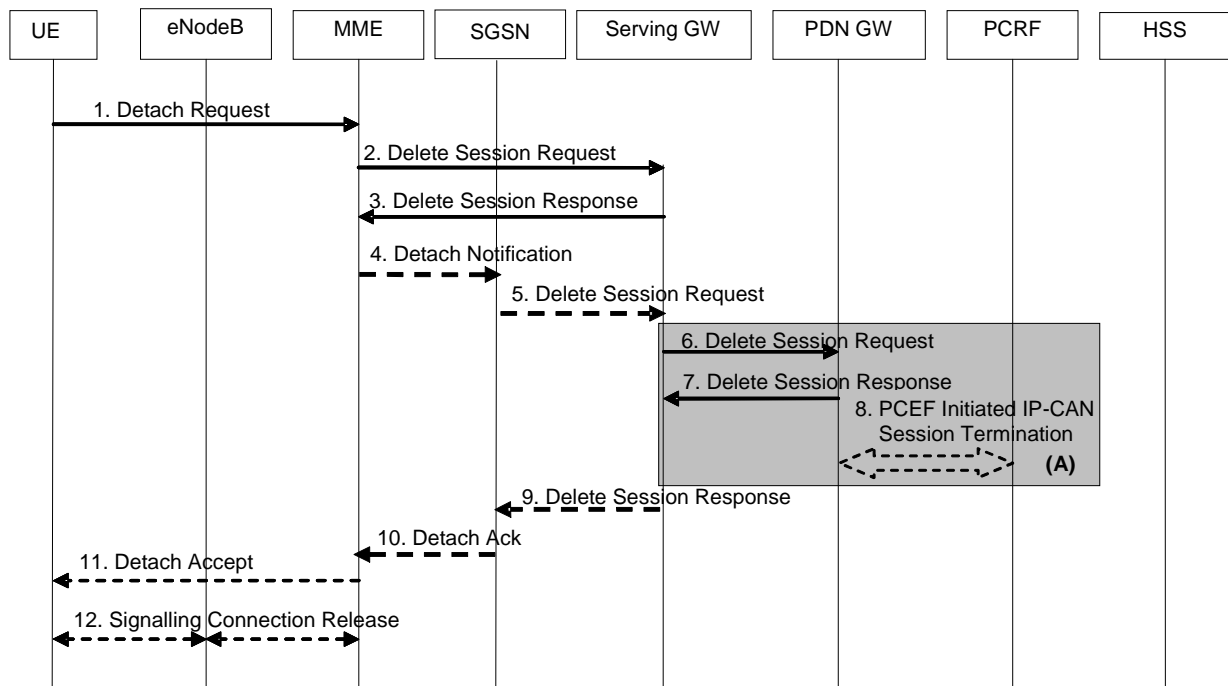 UE
eNodeB
MME
SGSN
Serving GW
PDN GW
PCRF
HSS
1. Detach Request
2. Delete Session Request
3. Delete Session Response
4. Detach Notification
5. Delete Session Request
6. Delete Session Request
7. Delete Session Response
8. PCEF Initiated IP-CAN
Session Termination
(A)
9. Delete Session Response
10. Detach Ack
11. Detach Accept
12. Signalling Connection Release